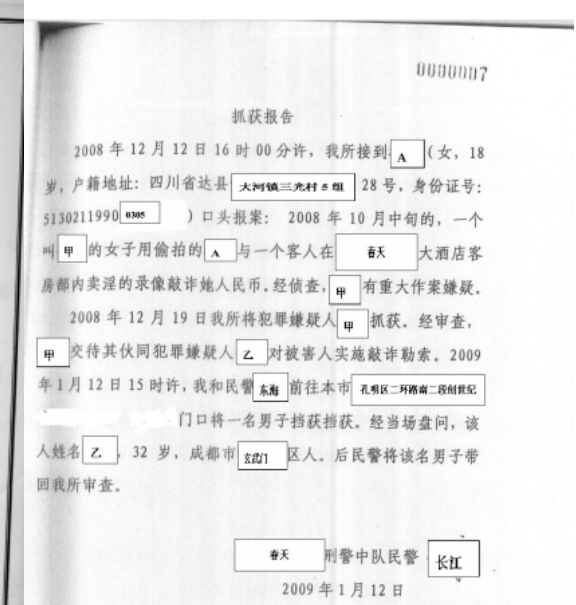 0000007
抓获报告
2008 年 12 月 12 日 16 时 00 分许，我所接到 A （女，18
岁，户籍地址：四川省达县 大河镇三光村 5 组 28 号，身份证号：
5130211990 0305 ）口头报案： 2008 年 10 月中旬的，一个
叫 甲 的女子用偷拍的 A 与一个客人在 春天 大酒店客
房部内卖淫的录像敲诈她人民币。经侦查， 甲 有重大作案嫌疑。
2008 年 12 月 19 日我所将犯罪嫌疑人 甲 抓获。经审查，
甲 交待其伙同犯罪嫌疑人 乙 对被害人实施敲诈勒索。2009
年 1 月 12 日 15 时许，我和民警 东海 前往本市 孔明区二环路南二段创世纪
门口将一名男子挡获挡获。经当场盘问，该
人姓名 乙 ，32 岁，成都市 玄武门 区人。后民警将该名男子带
回我所审查。
春天 刑警中队民警 长江
2009 年 1 月 12 日